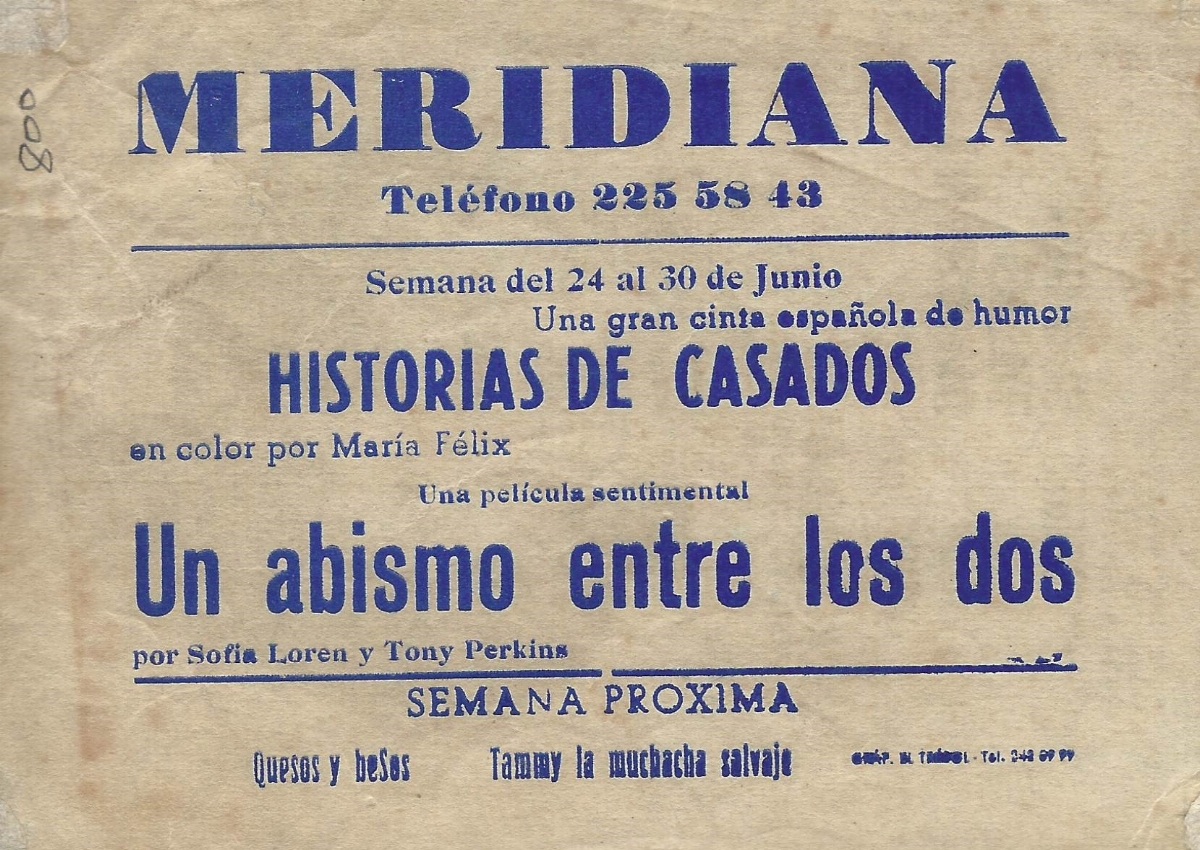 MERIDIANA
Teléfono 225 58 43
Semana del 24 al 30 de Junio
Una gran cinta española de humor
HISTORIAS DE CASADOS
en color por María Félix
Una película sentimental
Un abismo entre los dos
por Sofia Loren y Tony Perkins
SEMANA PROXIMA
Quesos y beSos Tammy la muchacha salvaje
Tel.
800